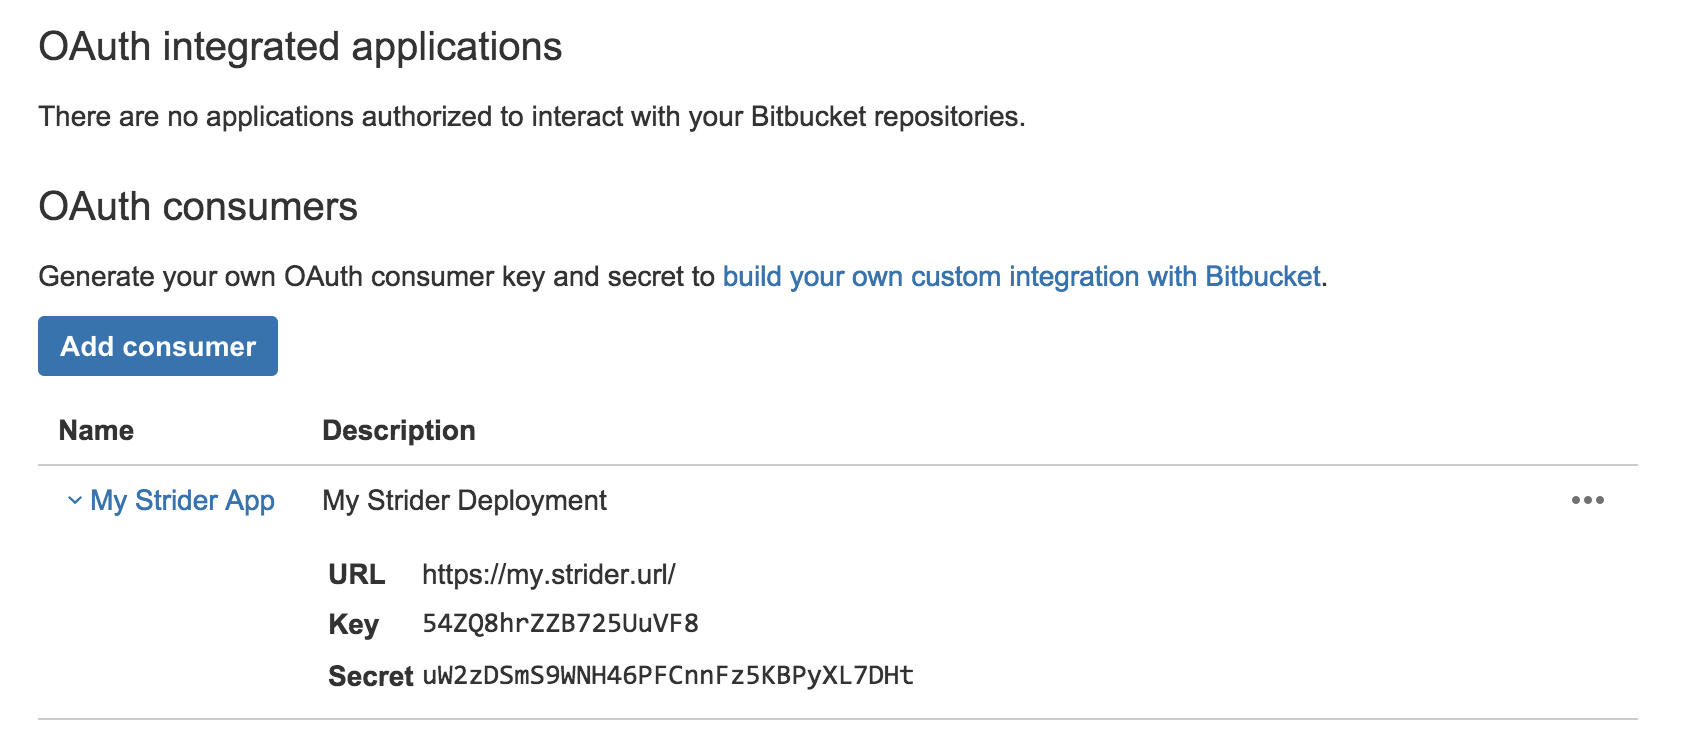 OAuth integrated applications
There are no applications authorized to interact with your Bitbucket repositories.
OAuth consumers
Generate your own OAuth consumer key and secret to build your own custom integration with Bitbucket.
Add consumer
Name Description
My Strider App My Strider Deployment
URL https://my.strider.url/
Key 54ZQ8hrZZB725UuVF8
Secret uW2zDSmS9WNH46PFCnnFz5KBPyXL7DHt